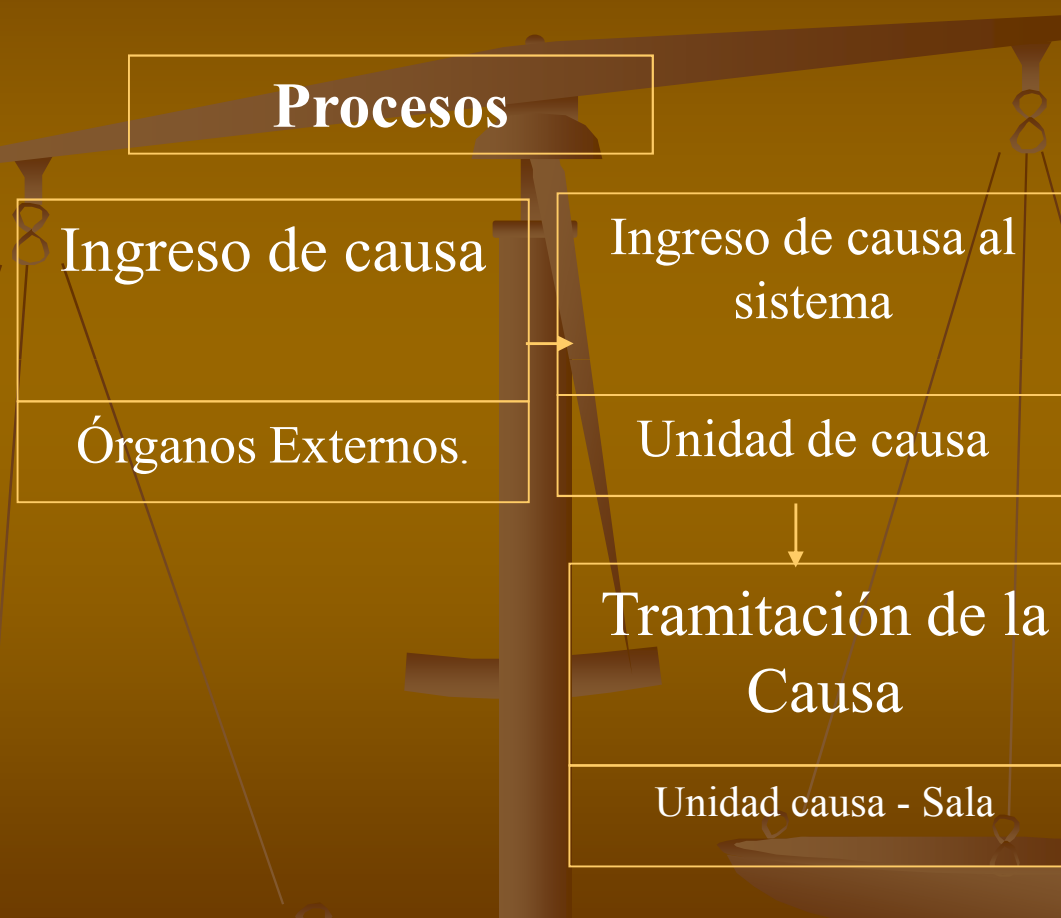 Procesos
Ingreso de causa
Órganos Externos.
Ingreso de causa al
sistema
Unidad de causa
Tramitación de la
Causa
Unidad causa - Sala